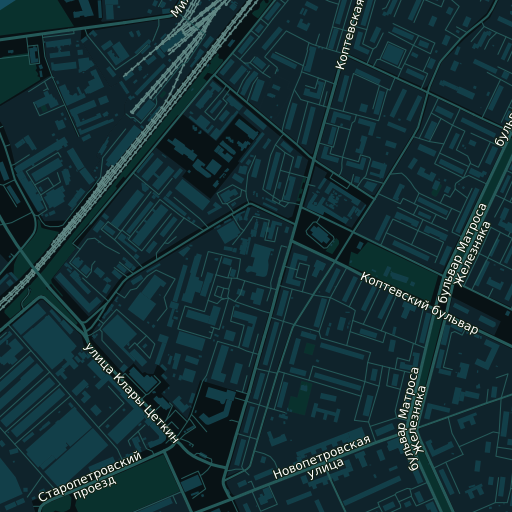 Коптевская
бульвар Матроса
Железняка
Коптевский бульвар
улица Клары Цеткин
бульвар Матроса
Железняка
Новопетровская
улица
Старопетровский
проезд